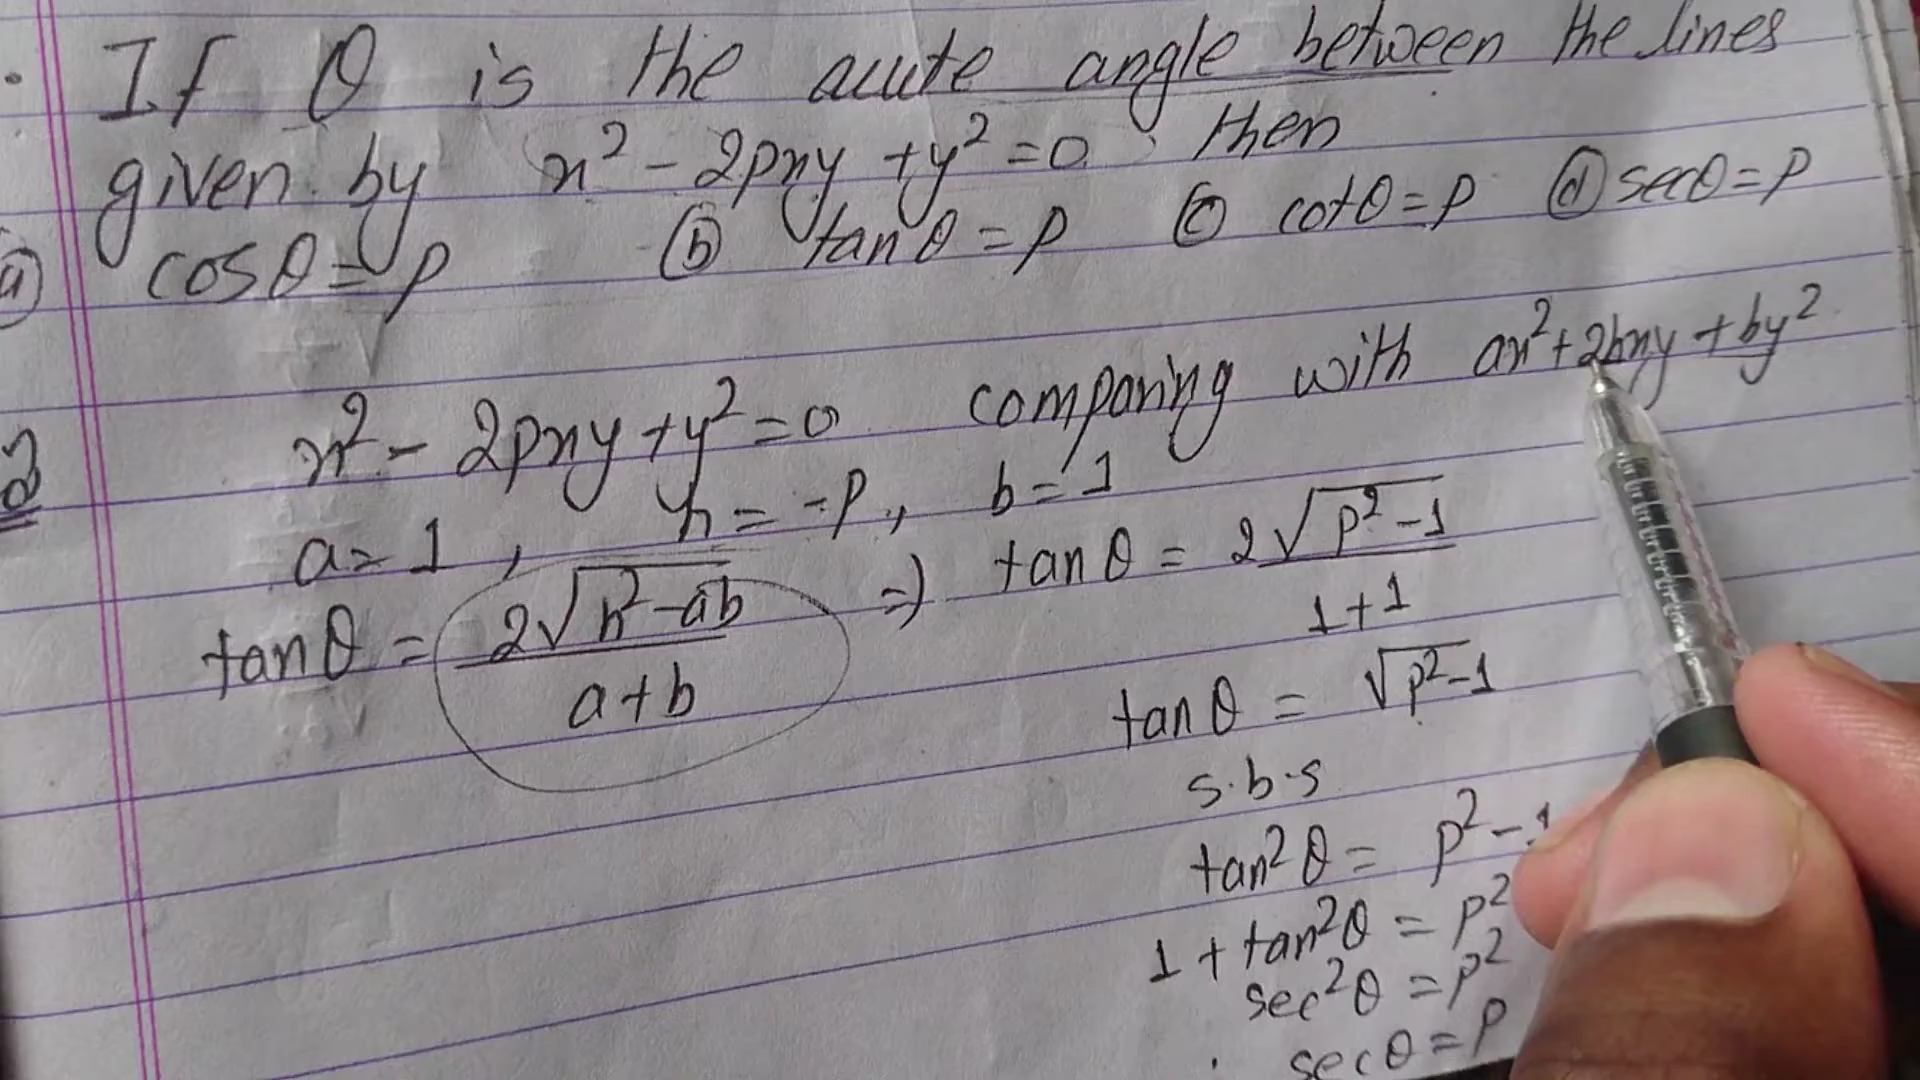 If θ is the acute angle between the lines
given by x² - 2pxy + y² = 0 then
ⓐ cosθ = p ⓑ tanθ = p ⓒ cotθ = p ⓓ secθ = p
x² - 2pxy + y² = 0 comparing with ax² + 2hxy + by²
a = 1, h = -p, b = 1
tanθ = 2√(h²-ab) / a+b ⇒ tanθ = 2√(p²-1) / 1+1
tanθ = √(p²-1)
s.b.s
tan²θ = p² - 1
1 + tan²θ = p²
sec²θ = p²
secθ = p